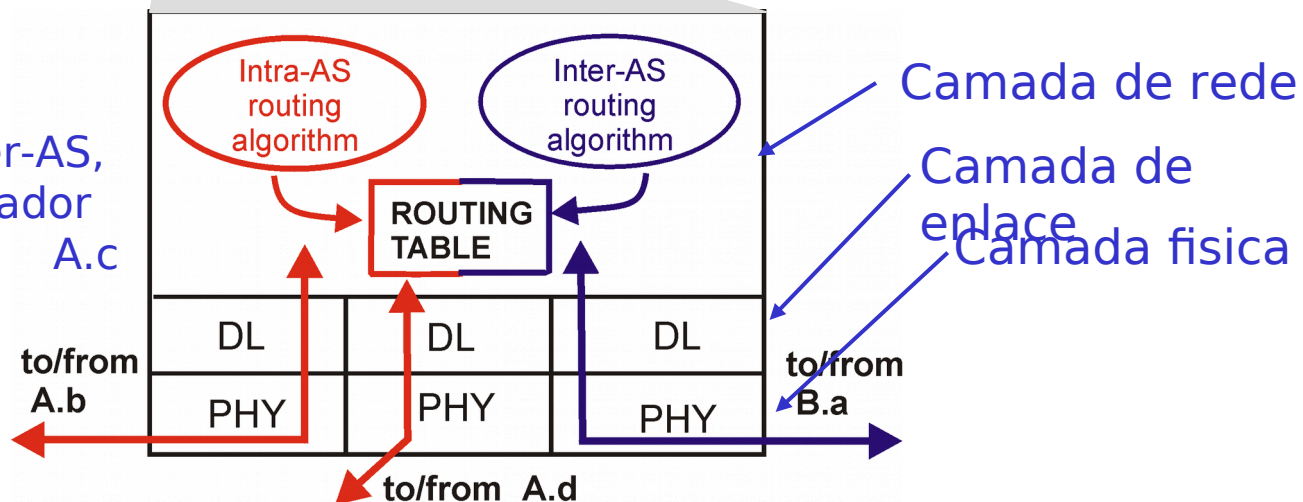 Intra-AS
routing
algorithm
Inter-AS
routing
algorithm
Camada de rede
er-AS,
ador
A.c
ROUTING
TABLE
Camada de
enlace
Camada fisica
DL
DL
DL
to/from
A.b
to/from
B.a
PHY
PHY
PHY
to/from A.d